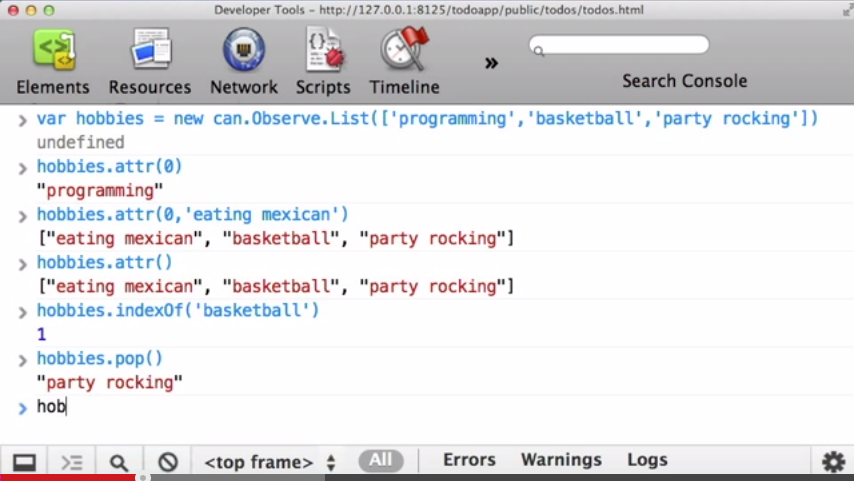 Developer Tools - http://127.0.0.1:8125/todoapp/public/todos/todos.html
Elements Resources Network Scripts Timeline » Search Console
> var hobbies = new can.Observe.List(['programming','basketball','party rocking'])
undefined
> hobbies.attr(0)
"programming"
> hobbies.attr(0,'eating mexican')
["eating mexican", "basketball", "party rocking"]
> hobbies.attr()
["eating mexican", "basketball", "party rocking"]
> hobbies.indexOf('basketball')
1
> hobbies.pop()
"party rocking"
> hob
<top frame> All Errors Warnings Logs